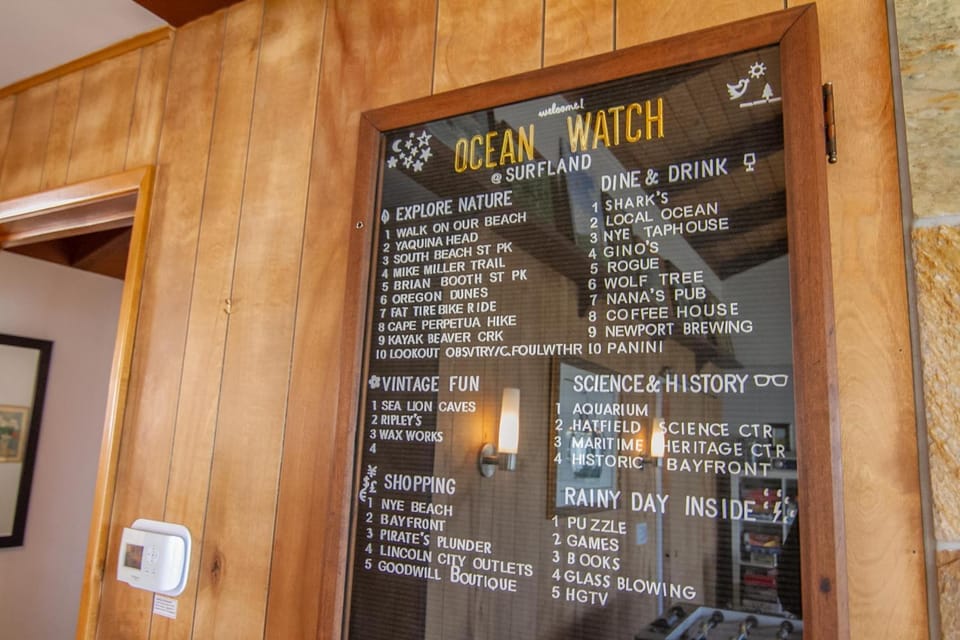 welcome!
OCEAN WATCH
@ SURFLAND
EXPLORE NATURE
1 WALK ON OUR BEACH
2 YAQUINA HEAD
3 SOUTH BEACH ST PK
4 MIKE MILLER TRAIL
5 BRIAN BOOTH ST PK
6 OREGON DUNES
7 FAT TIRE BIKE RIDE
8 CAPE PERPETUA HIKE
9 KAYAK BEAVER CRK
10 LOOKOUT OBSVTRY/C.FOULWTHR
DINE & DRINK
1 SHARK'S
2 LOCAL OCEAN
3 NYE TAPHOUSE
4 GINO'S
5 ROGUE
6 WOLF TREE
7 NANA'S PUB
8 COFFEE HOUSE
9 NEWPORT BREWING
10 PANINI
VINTAGE FUN
1 SEA LION CAVES
2 RIPLEY'S
3 WAX WORKS
4
SCIENCE & HISTORY
1 AQUARIUM
2 HATFIELD SCIENCE CTR
3 MARITIME HERITAGE CTR
4 HISTORIC BAYFRONT
¥
$£
€
SHOPPING
1 NYE BEACH
2 BAYFRONT
3 PIRATE'S PLUNDER
4 LINCOLN CITY OUTLETS
5 GOODWILL BOUTIQUE
RAINY DAY INSIDE
1 PUZZLE
2 GAMES
3 BOOKS
4 GLASS BLOWING
5 HGTV